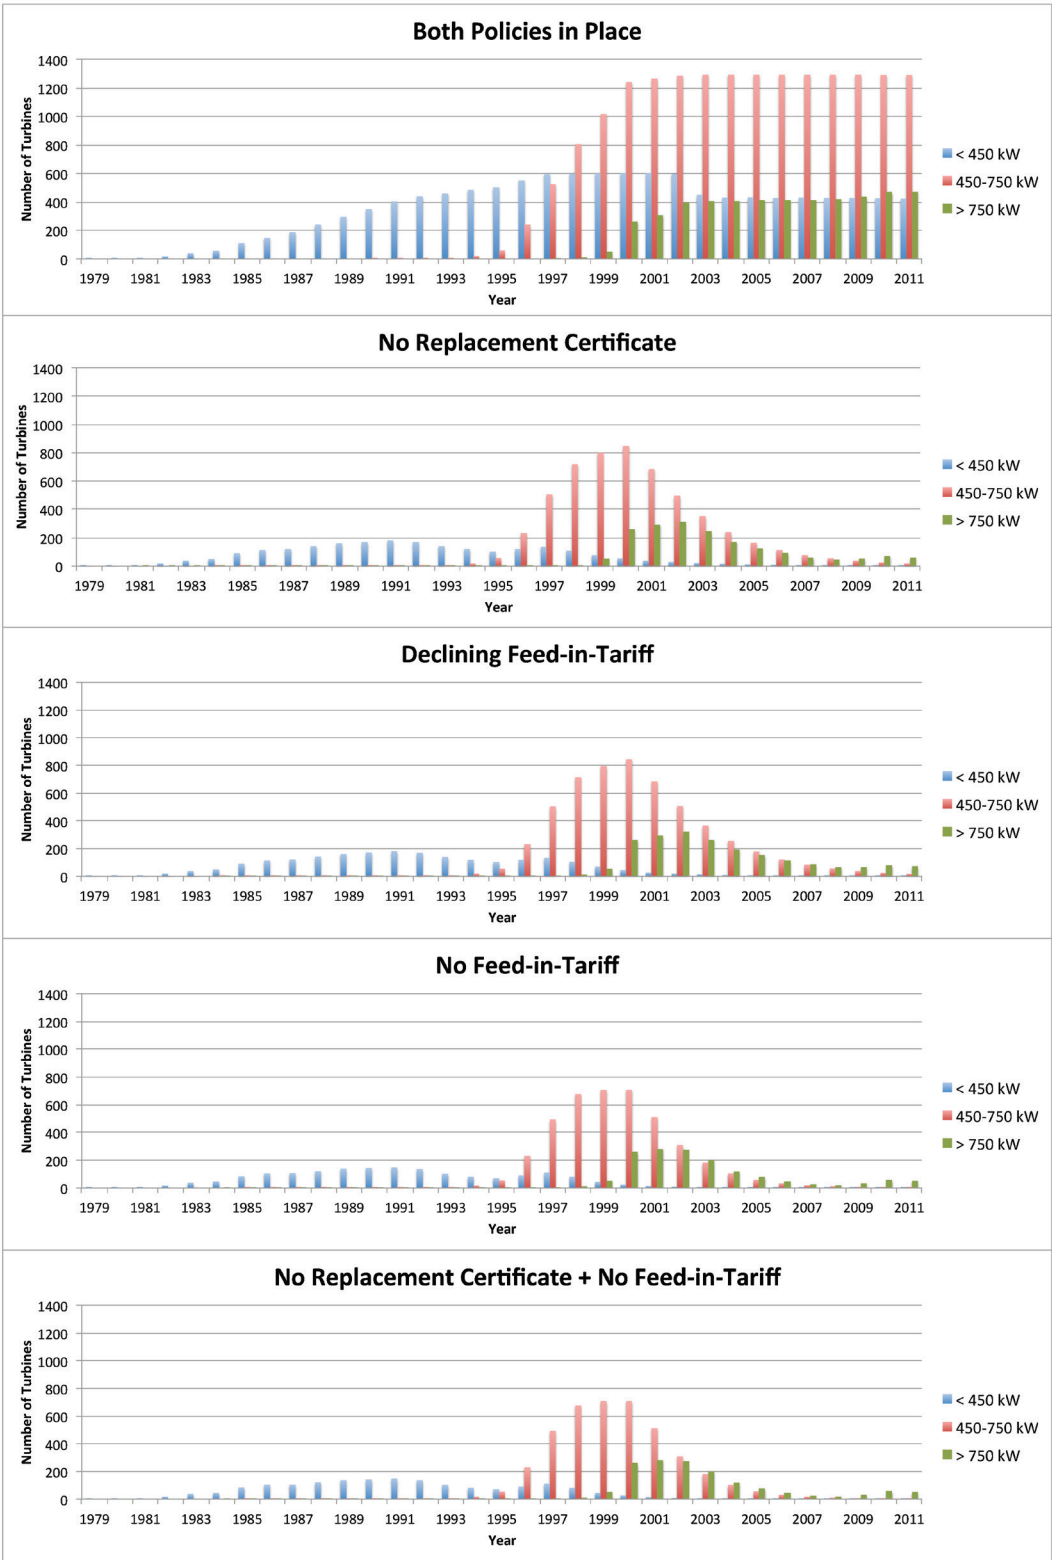 Both Policies in Place
1400
1200
1000
800
600
400
200
0
Number of Turbines
1979 1981 1983 1985 1987 1989 1991 1993 1995 1997 1999 2001 2003 2005 2007 2009 2011
Year
< 450 kW
450-750 kW
> 750 kW
No Replacement Certificate
1400
1200
1000
800
600
400
200
0
Number of Turbines
1979 1981 1983 1985 1987 1989 1991 1993 1995 1997 1999 2001 2003 2005 2007 2009 2011
Year
< 450 kW
450-750 kW
> 750 kW
Declining Feed-in-Tariff
1400
1200
1000
800
600
400
200
0
Number of Turbines
1979 1981 1983 1985 1987 1989 1991 1993 1995 1997 1999 2001 2003 2005 2007 2009 2011
Year
< 450 kW
450-750 kW
> 750 kW
No Feed-in-Tariff
1400
1200
1000
800
600
400
200
0
Number of Turbines
1979 1981 1983 1985 1987 1989 1991 1993 1995 1997 1999 2001 2003 2005 2007 2009 2011
Year
< 450 kW
450-750 kW
> 750 kW
No Replacement Certificate + No Feed-in-Tariff
1400
1200
1000
800
600
400
200
0
Number of Turbines
1979 1981 1983 1985 1987 1989 1991 1993 1995 1997 1999 2001 2003 2005 2007 2009 2011
Year
< 450 kW
450-750 kW
> 750 kW